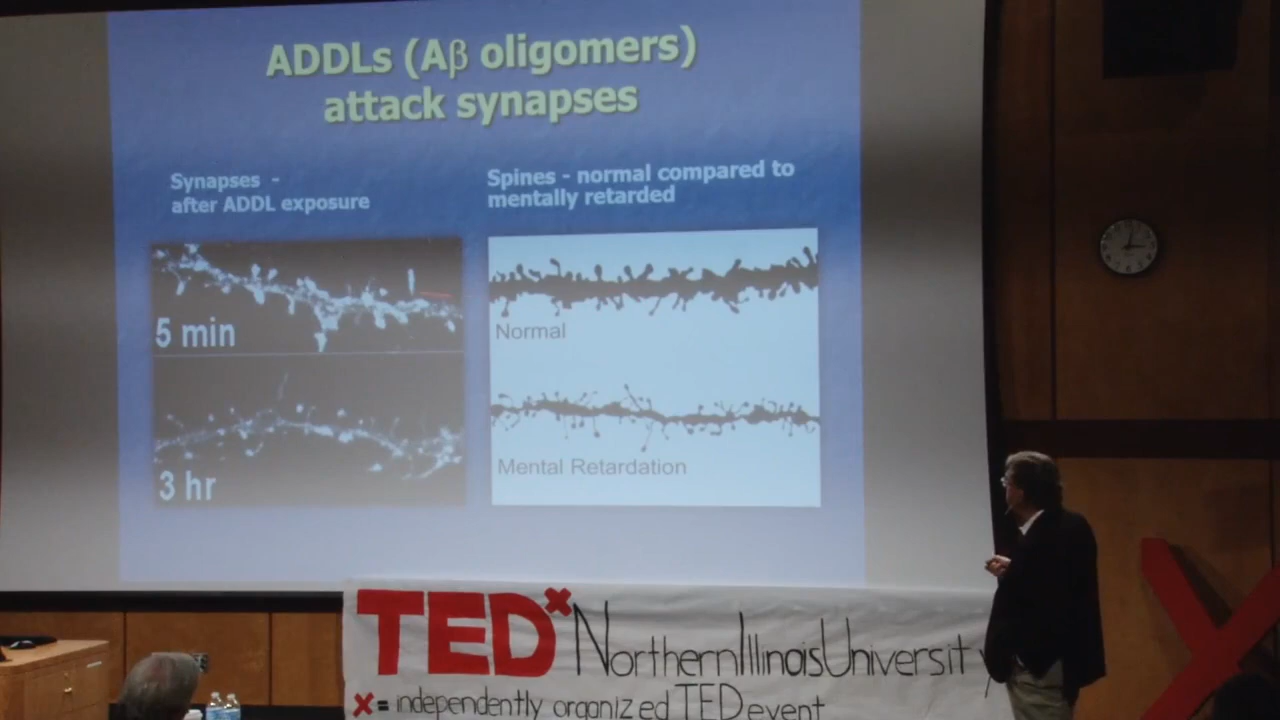 ADDLs (Aβ oligomers)
attack synapses
Synapses -
after ADDL exposure
Spines - normal compared to
mentally retarded
5 min
3 hr
Normal
Mental Retardation
TEDx NorthernIllinoisUniversity
x = independently organized TED event